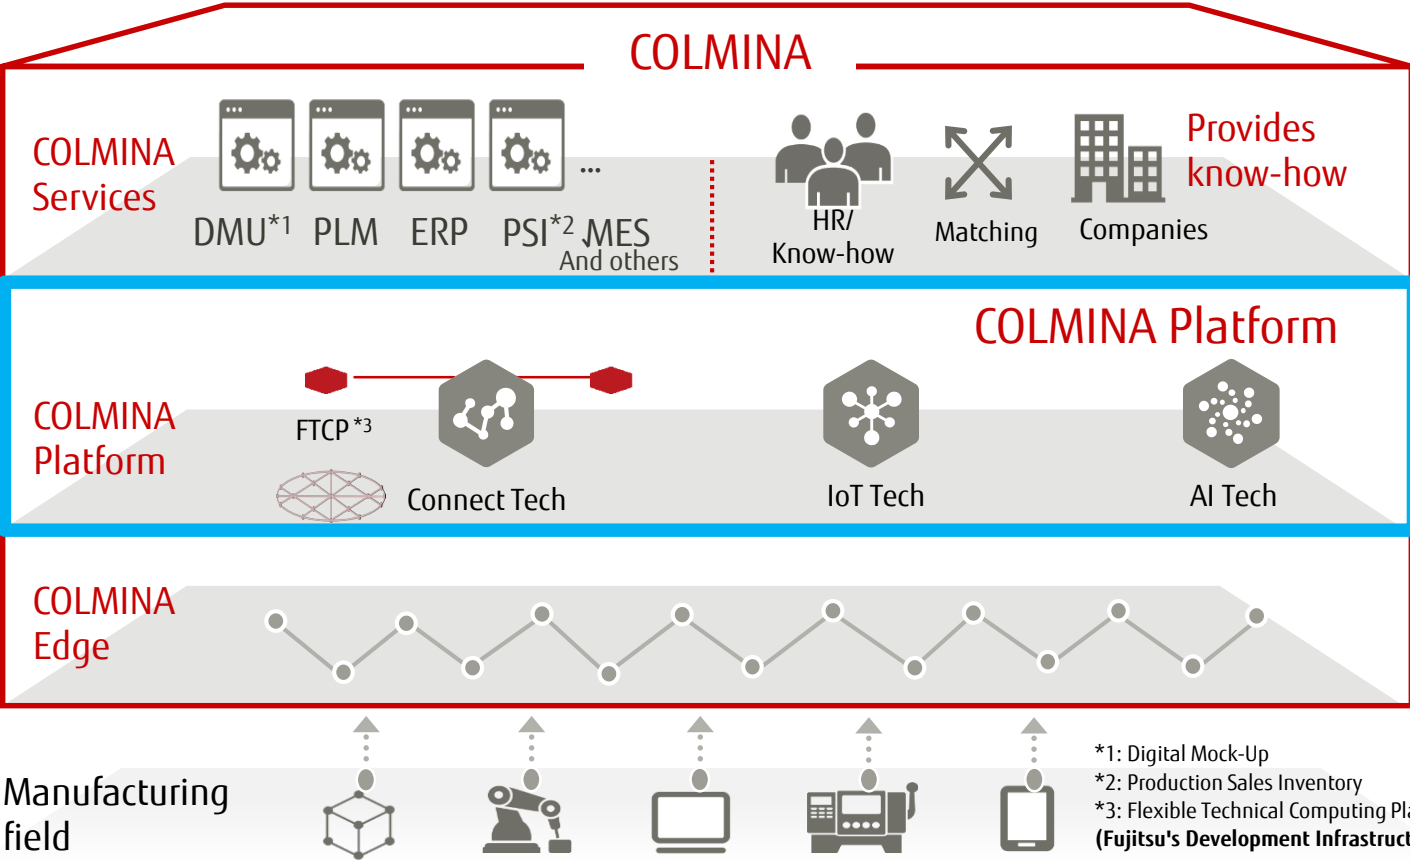 COLMINA
COLMINA
Services
...
DMU*1 PLM ERP PSI*2 ,MES
And others
HR/
Know-how
Matching
Companies
Provides
know-how
COLMINA Platform
COLMINA
Platform
FTCP *3
Connect Tech
IoT Tech
AI Tech
COLMINA
Edge
Manufacturing
field
*1: Digital Mock-Up
*2: Production Sales Inventory
*3: Flexible Technical Computing Pla
(Fujitsu's Development Infrastruct